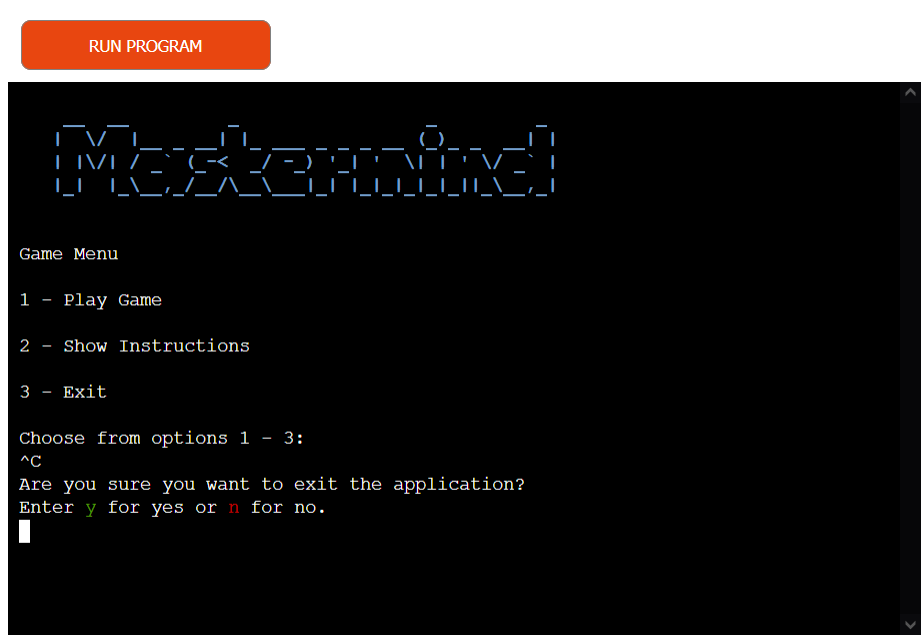 RUN PROGRAM
Mastermind
Game Menu
1 - Play Game
2 - Show Instructions
3 - Exit
Choose from options 1 - 3:
^C
Are you sure you want to exit the application?
Enter y for yes or n for no.